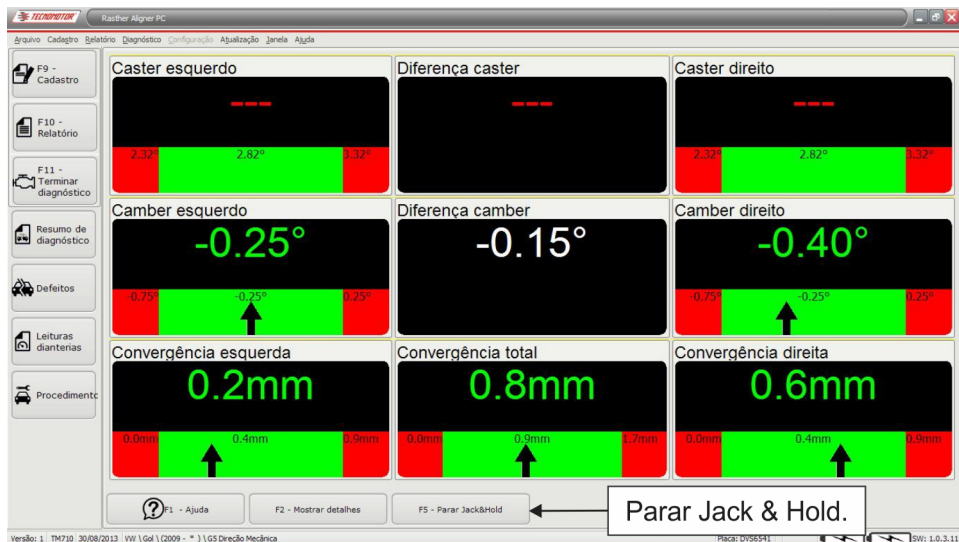 TECNOMOTOR Rasther Aligner PC
Arquivo Cadastro Relatório Diagnóstico Configuração Atualização Janela Ajuda
F9 -
Cadastro
F10 -
Relatório
F11 -
Terminar
diagnóstico
Resumo de
diagnóstico
Defeitos
Leituras
dianterias
Procedimento
Caster esquerdo
---
2.32° 2.82° 3.32°
Diferença caster
---
Caster direito
---
2.32° 2.82° 3.32°
Camber esquerdo
-0.25°
-0.75° -0.25° 0.25°
Diferença camber
-0.15°
Camber direito
-0.40°
-0.75° -0.25° 0.25°
Convergência esquerda
0.2mm
0.0mm 0.4mm 0.9mm
Convergência total
0.8mm
0.0mm 0.9mm 1.7mm
Convergência direita
0.6mm
0.0mm 0.4mm 0.9mm
F1 - Ajuda F2 - Mostrar detalhes F5 - Parar Jack&Hold
Parar Jack & Hold.
Versão: 1 TM710 30/08/2013 VW \ Gol \ (2009 - * ) \ G5 Direção Mecânica Placa: DVS6541 SW: 1.0.3.11